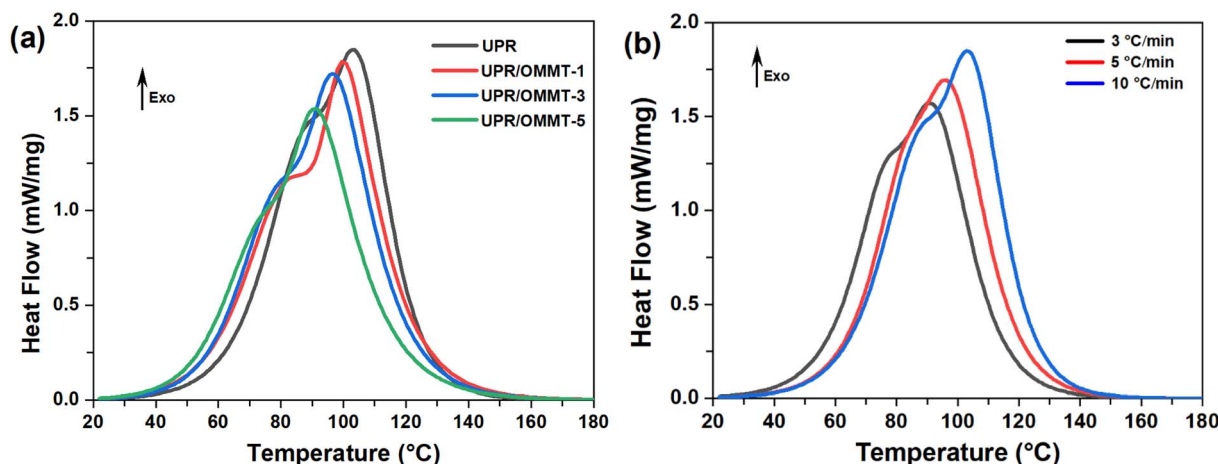 (a)
2.0
1.5
1.0
0.5
0.0
Heat Flow (mW/mg)
Exo
UPR
UPR/OMMT-1
UPR/OMMT-3
UPR/OMMT-5
20 40 60 80 100 120 140 160 180
Temperature (°C)
(b)
2.0
1.5
1.0
0.5
0.0
Heat Flow (mW/mg)
Exo
3 °C/min
5 °C/min
10 °C/min
20 40 60 80 100 120 140 160 180
Temperature (°C)